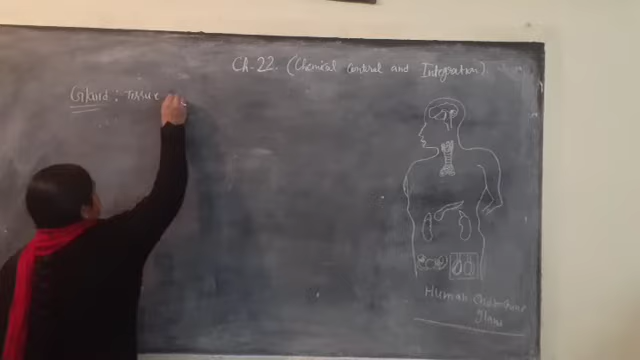 Ch. 22. (Chemical control and Integration)
Gland : Tissue
Human Endocrine
glans